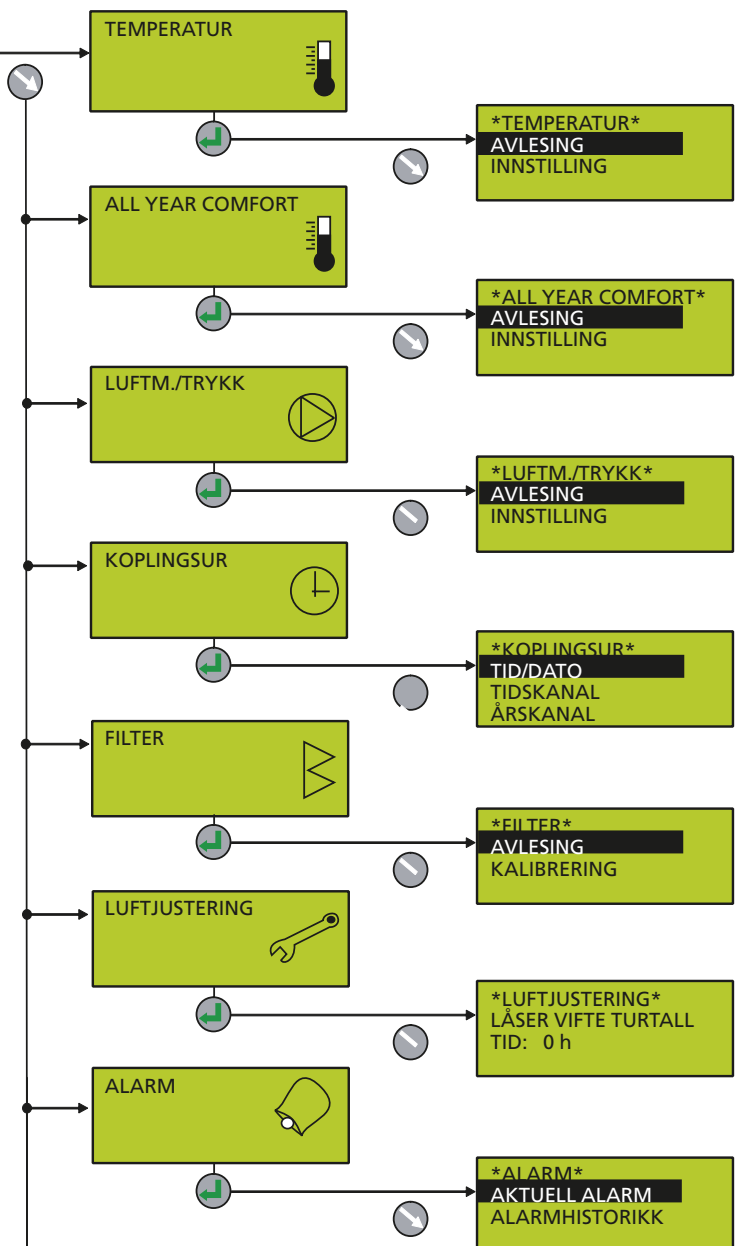 TEMPERATUR
*TEMPERATUR*
AVLESING
INNSTILLING
ALL YEAR COMFORT
*ALL YEAR COMFORT*
AVLESING
INNSTILLING
LUFTM./TRYKK
*LUFTM./TRYKK*
AVLESING
INNSTILLING
KOPLINGSUR
*KOPLINGSUR*
TID/DATO
TIDSKANAL
ÅRSKANAL
FILTER
*FILTER*
AVLESING
KALIBRERING
LUFTJUSTERING
*LUFTJUSTERING*
LÅSER VIFTE TURTALL
TID: 0 h
ALARM
*ALARM*
AKTUELL ALARM
ALARMHISTORIKK